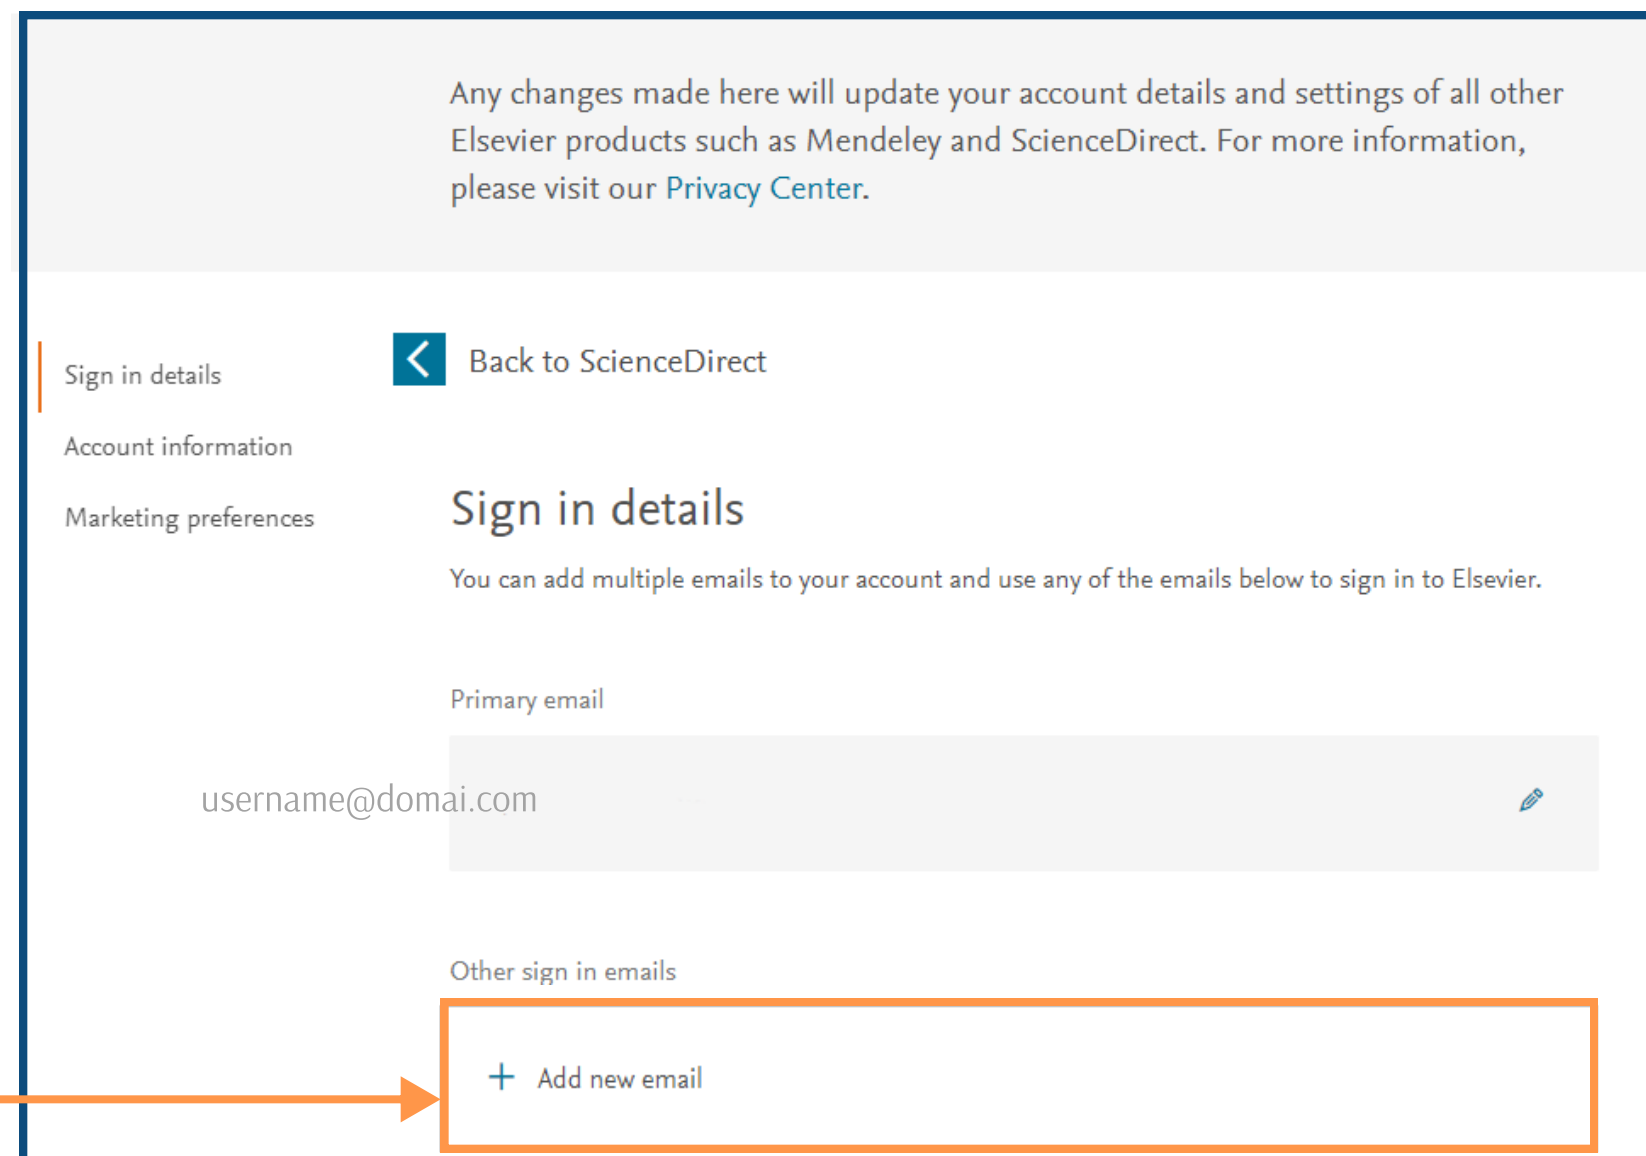 Any changes made here will update your account details and settings of all other
Elsevier products such as Mendeley and ScienceDirect. For more information,
please visit our Privacy Center.
Sign in details
Account information
Marketing preferences
Back to ScienceDirect
Sign in details
You can add multiple emails to your account and use any of the emails below to sign in to Elsevier.
Primary email
username@domai.com
Other sign in emails
+ Add new email